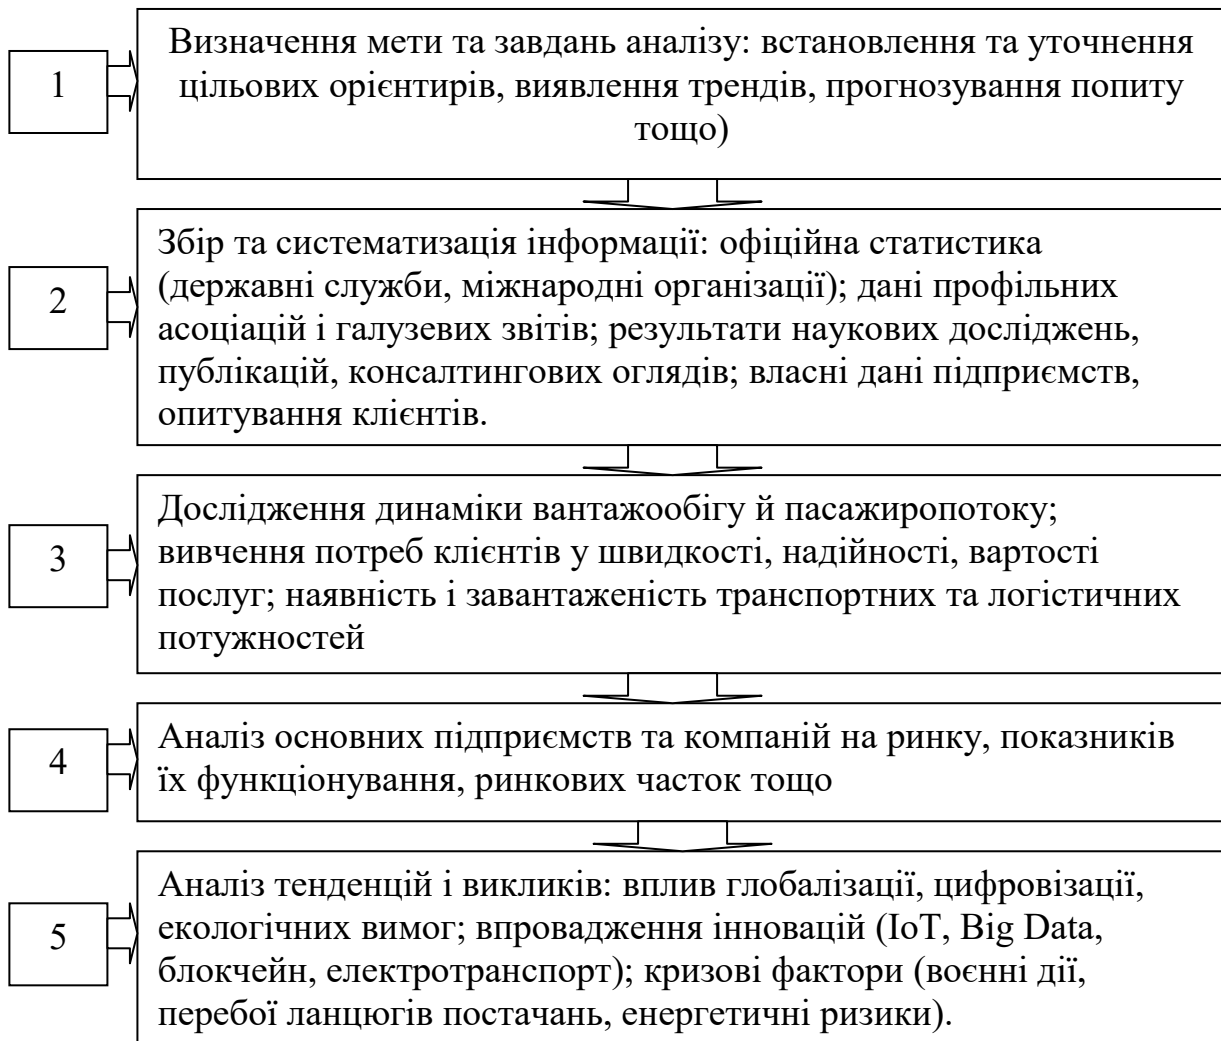 1
Визначення мети та завдань аналізу: встановлення та уточнення
цільових орієнтирів, виявлення трендів, прогнозування попиту
тощо)
2
Збір та систематизація інформації: офіційна статистика
(державні служби, міжнародні організації); дані профільних
асоціацій і галузевих звітів; результати наукових досліджень,
публікацій, консалтингових оглядів; власні дані підприємств,
опитування клієнтів.
3
Дослідження динаміки вантажообігу й пасажиропотоку;
вивчення потреб клієнтів у швидкості, надійності, вартості
послуг; наявність і завантаженість транспортних та логістичних
потужностей
4
Аналіз основних підприємств та компаній на ринку, показників
їх функціонування, ринкових часток тощо
5
Аналіз тенденцій і викликів: вплив глобалізації, цифровізації,
екологічних вимог; впровадження інновацій (IoT, Big Data,
блокчейн, електротранспорт); кризові фактори (воєнні дії,
перебої ланцюгів постачань, енергетичні ризики).